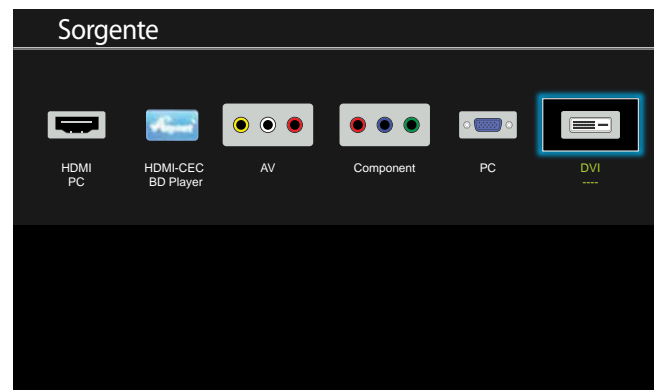 Sorgente
HDMI
PC
HDMI-CEC
BD Player
AV
Component
PC
DVI
----